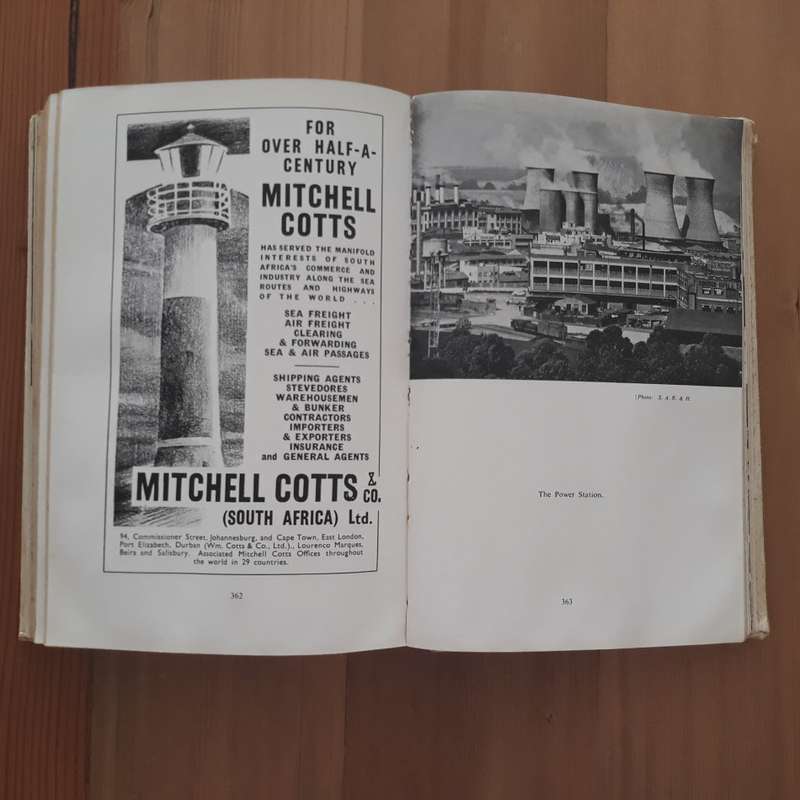 FOR
OVER HALF-A-
CENTURY
MITCHELL
COTTS
HAS SERVED THE MANIFOLD
INTERESTS OF SOUTH
AFRICA'S COMMERCE AND
INDUSTRY ALONG THE SEA
ROUTES AND HIGHWAYS
OF THE WORLD . . .
SEA FREIGHT
AIR FREIGHT
CLEARING
& FORWARDING
SEA & AIR PASSAGES
SHIPPING AGENTS
STEVEDORES
WAREHOUSEMEN
& BUNKER
CONTRACTORS
IMPORTERS
& EXPORTERS
INSURANCE
and GENERAL AGENTS
MITCHELL COTTS & CO.
(SOUTH AFRICA) Ltd.
94, Commissioner Street, Johannesburg, and Cape Town, East London,
Port Elizabeth, Durban (Wm. Cotts & Co., Ltd.)., Lourenco Marques,
Beira and Salisbury. Associated Mitchell Cotts Offices throughout
the world in 29 countries.
362
[Photo: S. A. R. & H.
The Power Station.
363